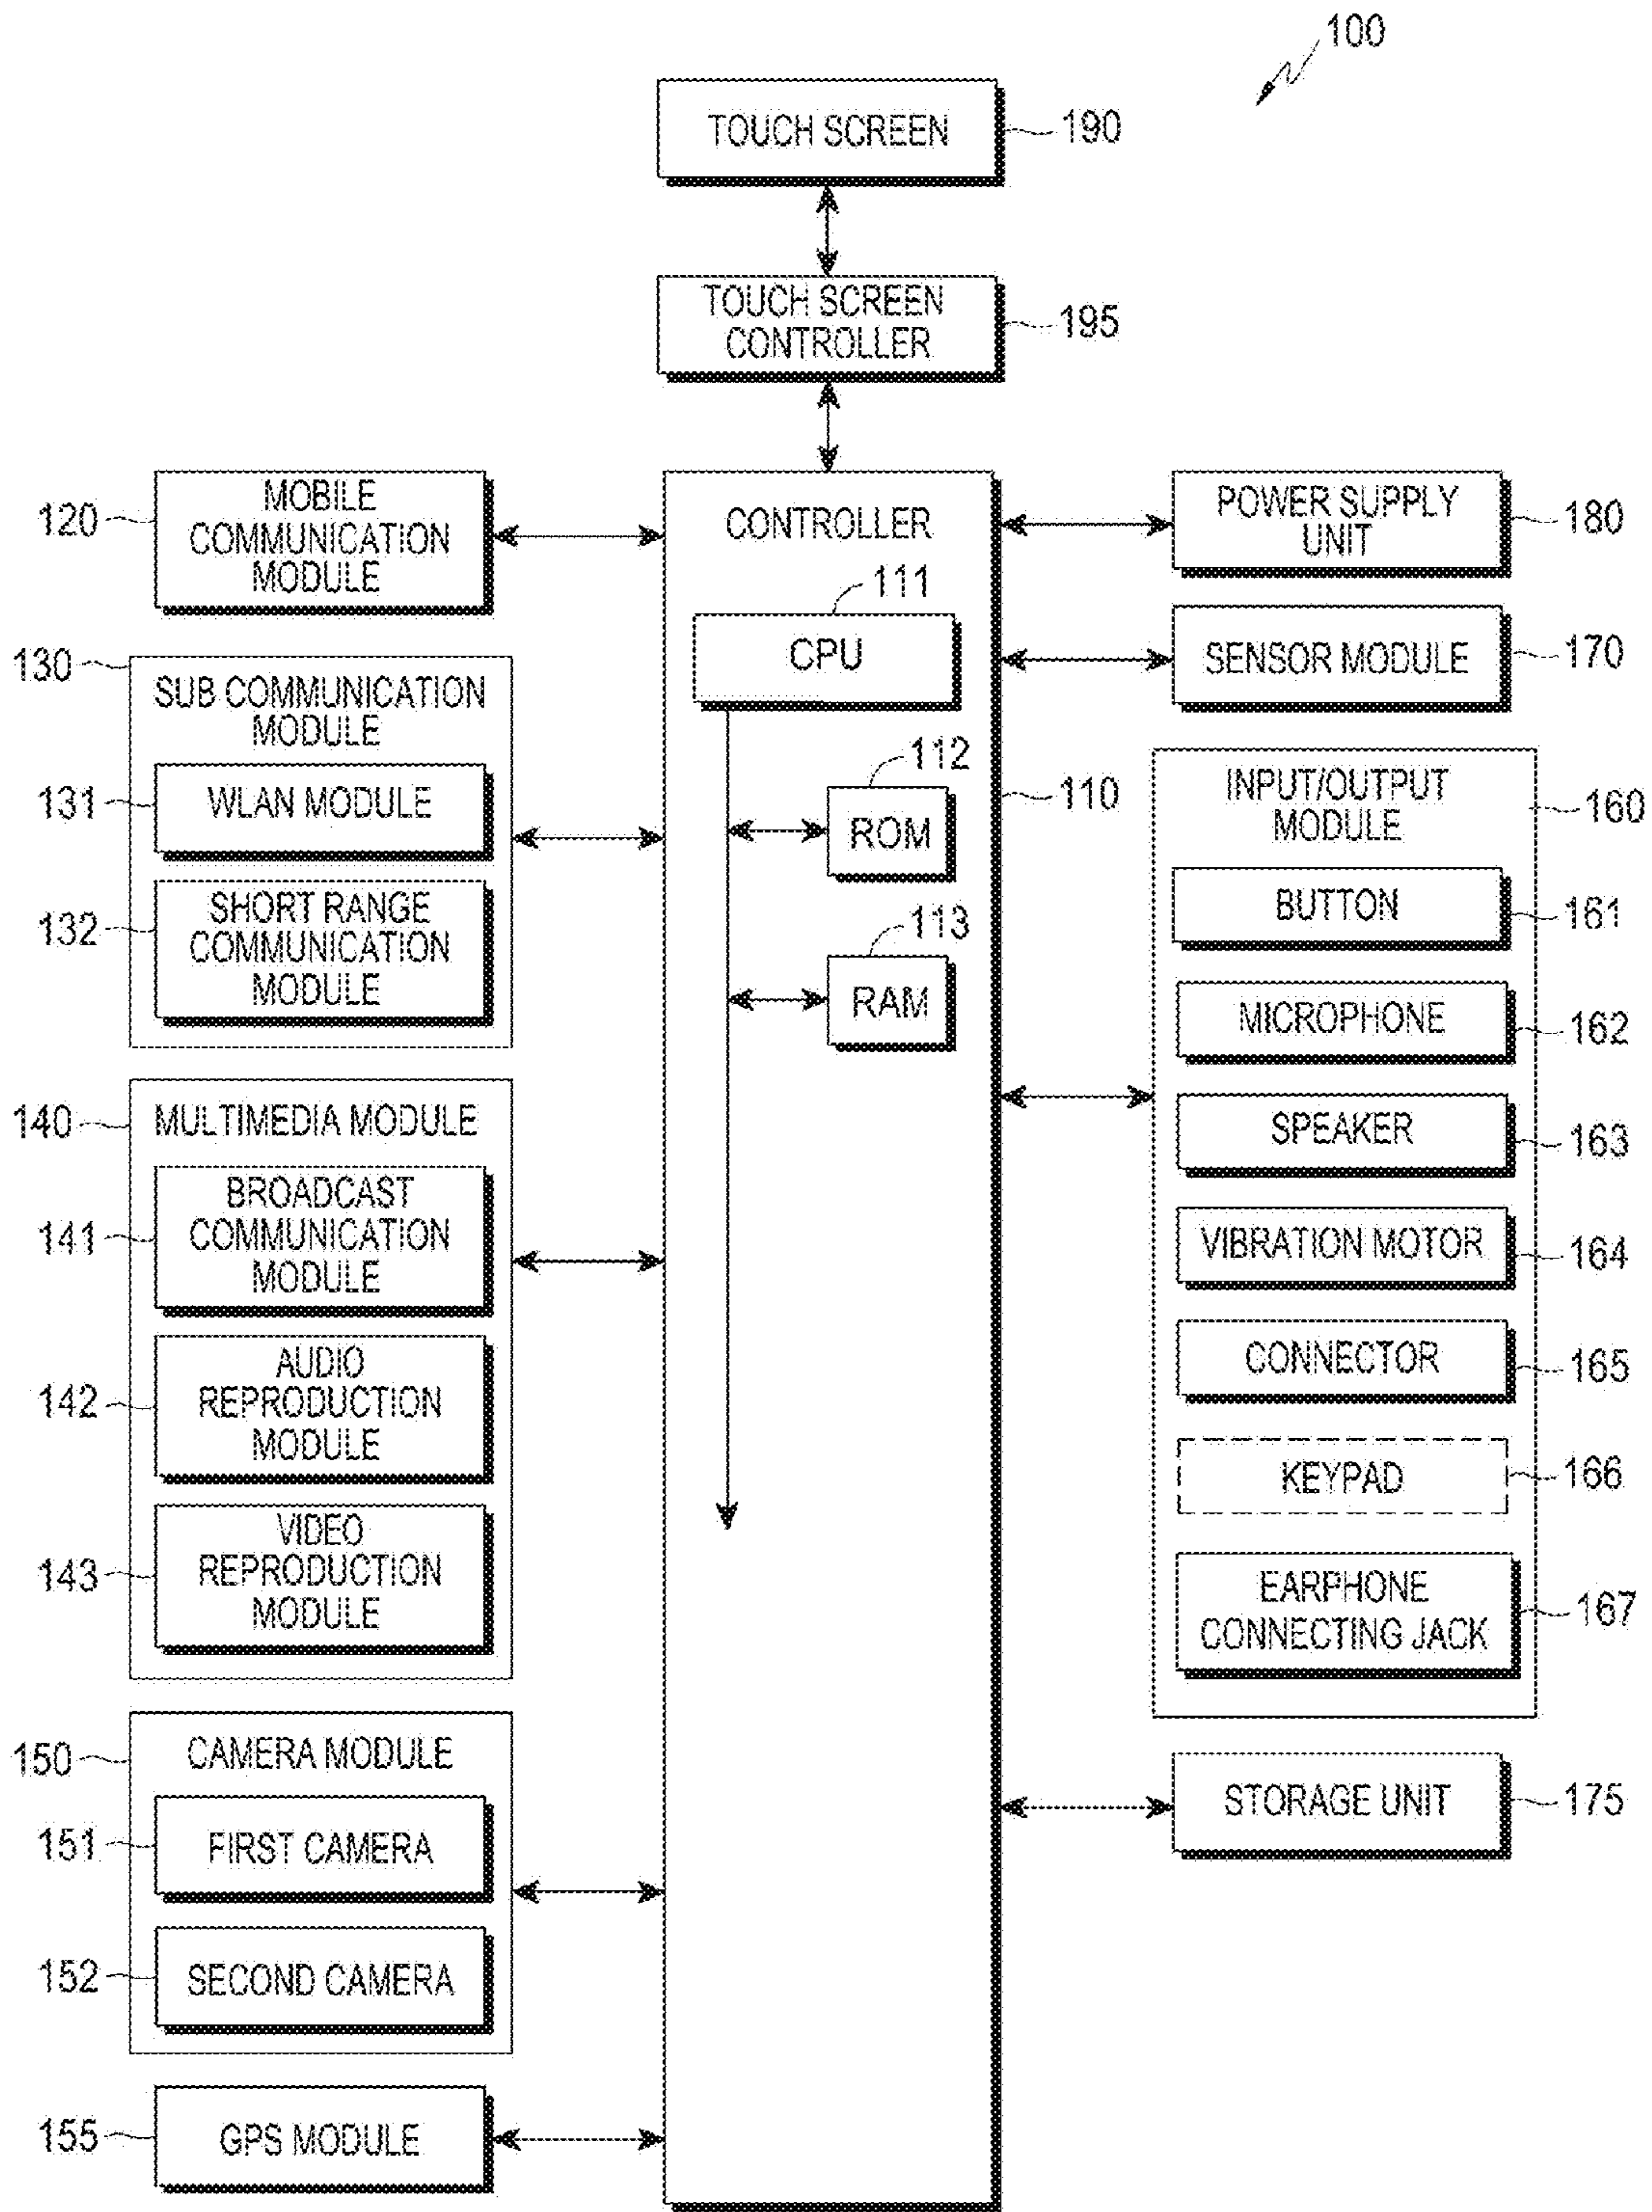 100
TOUCH SCREEN
190
TOUCH SCREEN
CONTROLLER
195
120
MOBILE
COMMUNICATION
MODULE
130
SUB COMMUNICATION
MODULE
131
WLAN MODULE
132
SHORT RANGE
COMMUNICATION
MODULE
140
MULTIMEDIA MODULE
141
BROADCAST
COMMUNICATION
MODULE
142
AUDIO
REPRODUCTION
MODULE
143
VIDEO
REPRODUCTION
MODULE
150
CAMERA MODULE
151
FIRST CAMERA
152
SECOND CAMERA
155
GPS MODULE
CONTROLLER
111
CPU
112
ROM
113
RAM
110
POWER SUPPLY
UNIT
180
SENSOR MODULE
170
INPUT/OUTPUT
MODULE
160
BUTTON
161
MICROPHONE
162
SPEAKER
163
VIBRATION MOTOR
164
CONNECTOR
165
KEYPAD
166
EARPHONE
CONNECTING JACK
167
STORAGE UNIT
175